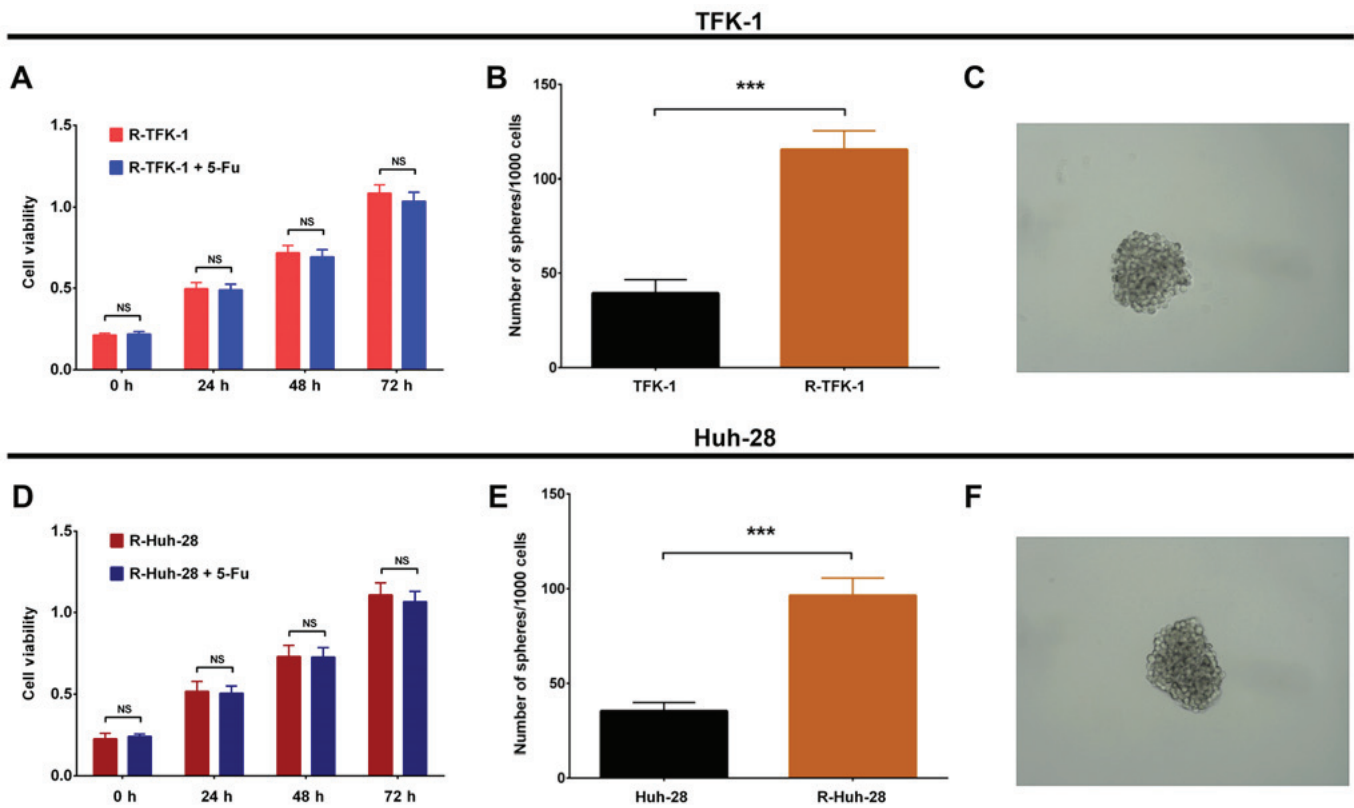 TFK-1
A
1.5
1.0
0.5
0.0
Cell viability
R-TFK-1
R-TFK-1 + 5-Fu
NS
NS
NS
NS
0 h
24 h
48 h
72 h
B
150
100
50
0
Number of spheres/1000 cells
***
TFK-1
R-TFK-1
C
Huh-28
D
1.5
1.0
0.5
0.0
Cell viability
R-Huh-28
R-Huh-28 + 5-Fu
NS
NS
NS
NS
0 h
24 h
48 h
72 h
E
150
100
50
0
Number of spheres/1000 cells
***
Huh-28
R-Huh-28
F